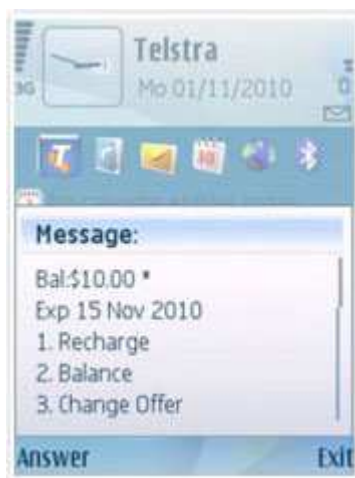 3G
Telstra
Mo 01/11/2010
Message:
Bal:$10.00 *
Exp 15 Nov 2010
1. Recharge
2. Balance
3. Change Offer
Answer Exit